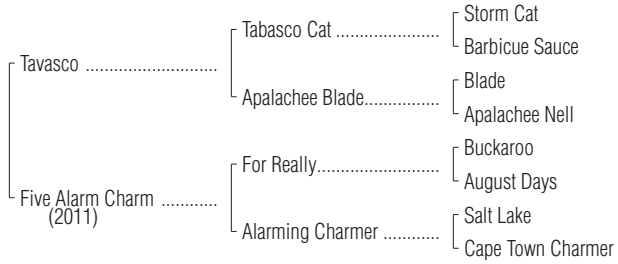 Storm Cat
Tabasco Cat ......................
Barbicue Sauce
Tavasco ............................
Blade
Apalachee Blade................
Apalachee Nell
Buckaroo
For Really..........................
August Days
Five Alarm Charm ............
(2011)
Salt Lake
Alarming Charmer ............
Cape Town Charmer